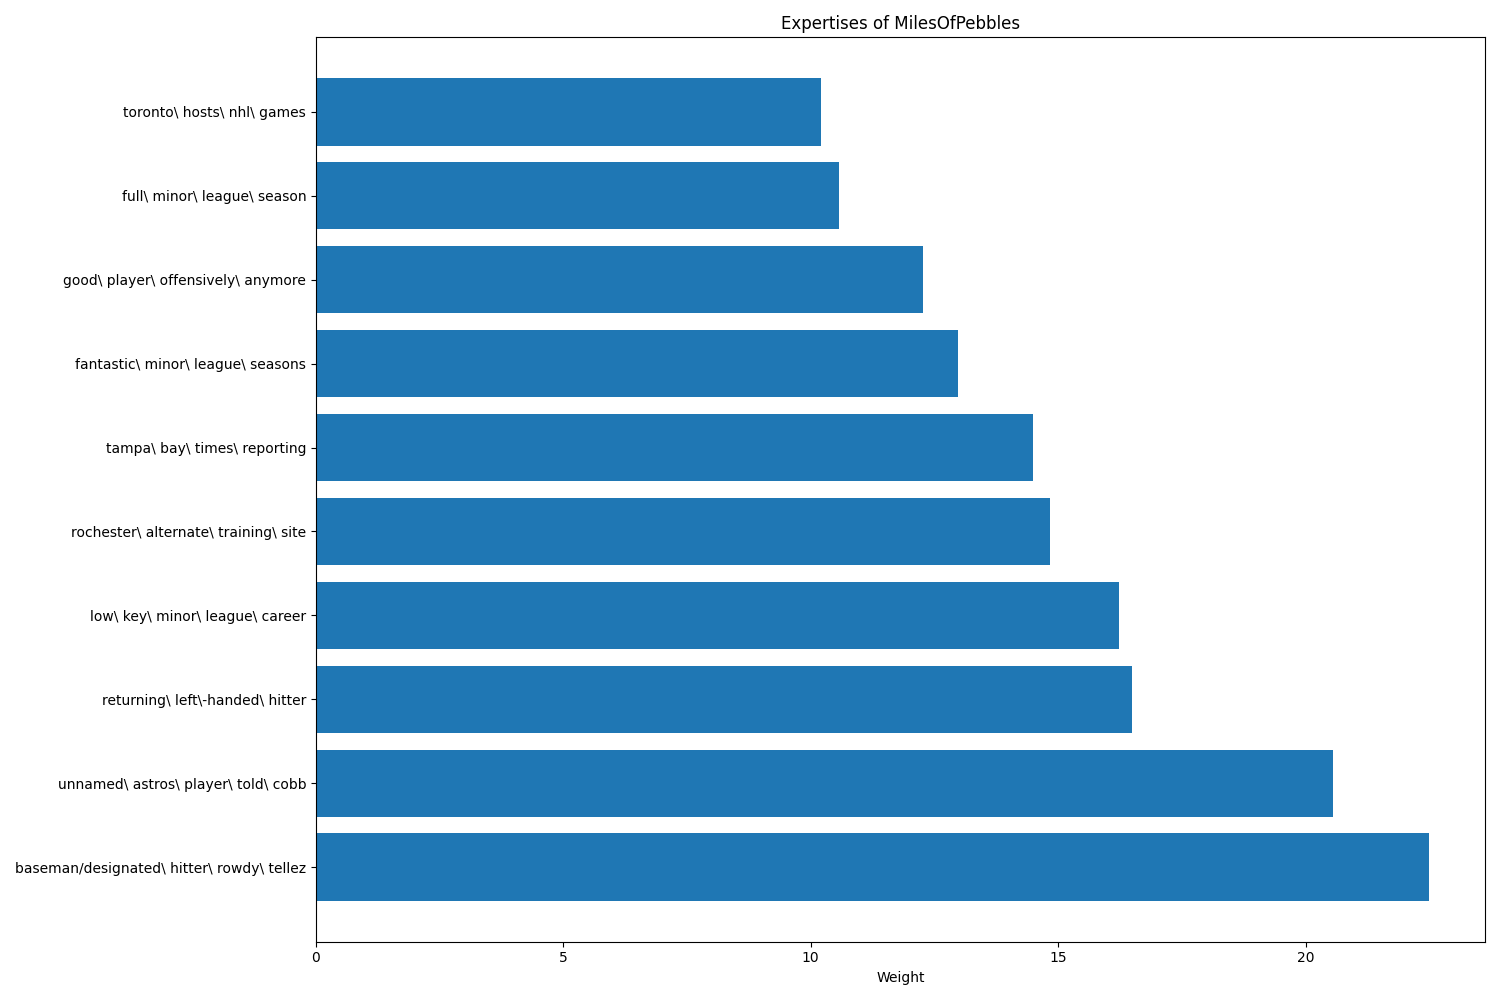 Expertises of MilesOfPebbles
toronto\ hosts\ nhl\ games
full\ minor\ league\ season
good\ player\ offensively\ anymore
fantastic\ minor\ league\ seasons
tampa\ bay\ times\ reporting
rochester\ alternate\ training\ site
low\ key\ minor\ league\ career
returning\ left\-handed\ hitter
unnamed\ astros\ player\ told\ cobb
baseman/designated\ hitter\ rowdy\ tellez
0 5 10 15 20
Weight